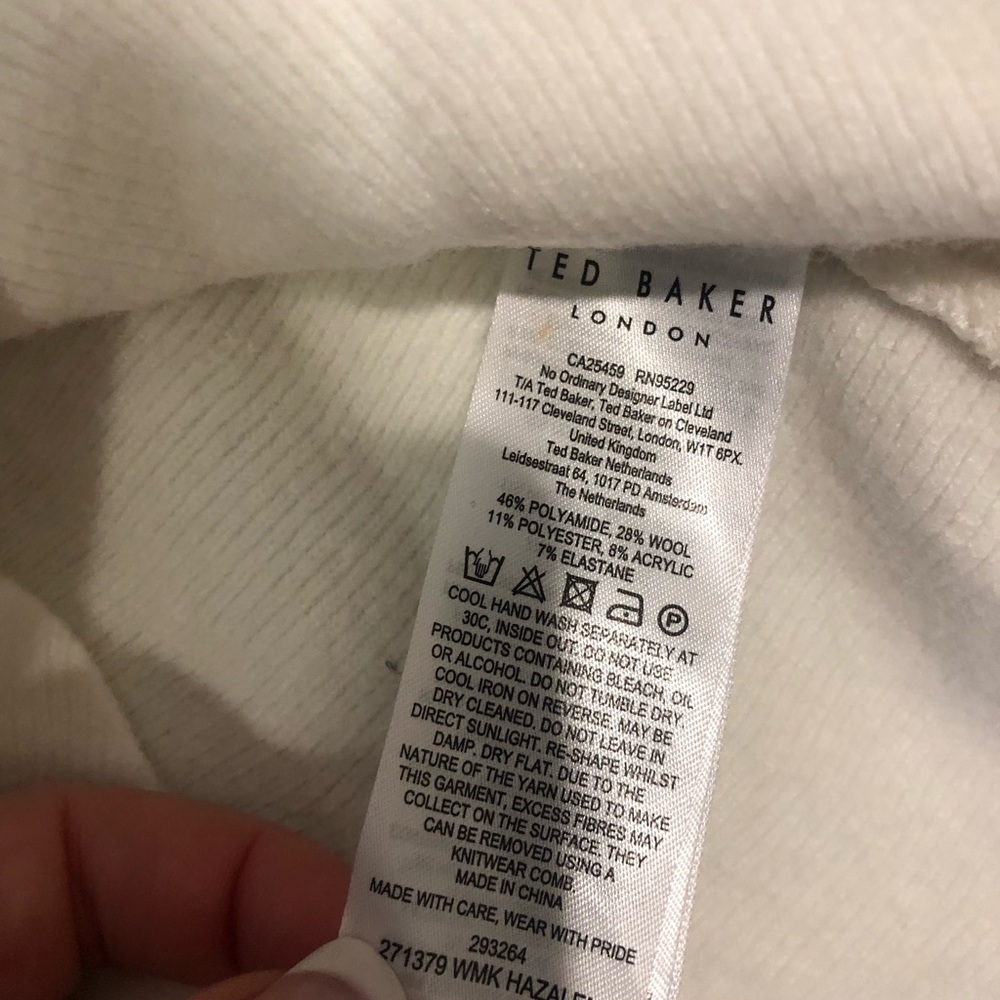 TED BAKER
LONDON
CA25459 RN95229
No Ordinary Designer Label Ltd
T/A Ted Baker, Ted Baker on Cleveland
111-117 Cleveland Street, London, W1T 6PX.
United Kingdom
Ted Baker Netherlands
Leidsestraat 64, 1017 PD Amsterdam
The Netherlands
46% POLYAMIDE, 28% WOOL
11% POLYESTER, 8% ACRYLIC
7% ELASTANE
P
COOL HAND WASH SEPARATELY AT
30C, INSIDE OUT. DO NOT USE
PRODUCTS CONTAINING BLEACH, OIL
OR ALCOHOL. DO NOT TUMBLE DRY.
COOL IRON ON REVERSE. MAY BE
DRY CLEANED. DO NOT LEAVE IN
DIRECT SUNLIGHT. RE-SHAPE WHILST
DAMP. DRY FLAT. DUE TO THE
NATURE OF THE YARN USED TO MAKE
THIS GARMENT, EXCESS FIBRES MAY
COLLECT ON THE SURFACE. THEY
CAN BE REMOVED USING A
KNITWEAR COMB.
MADE IN CHINA
MADE WITH CARE, WEAR WITH PRIDE
293264
271379 WMK